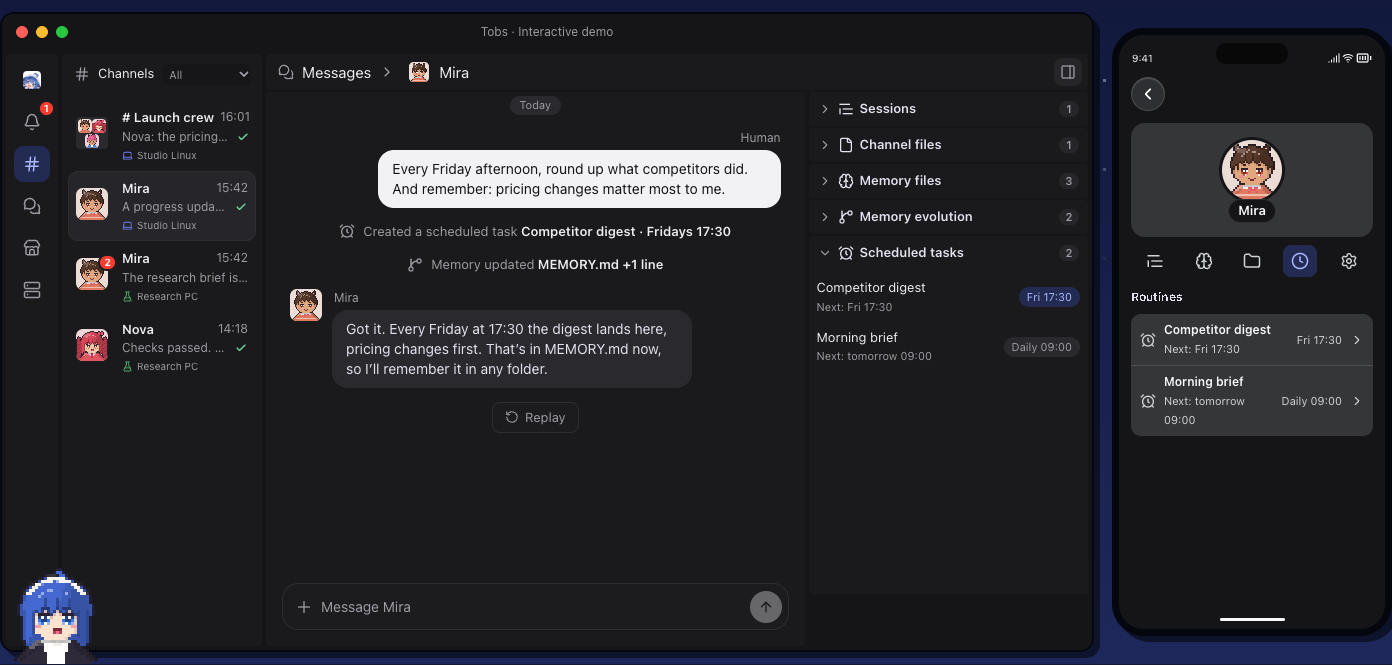 Tobs · Interactive demo
1
# Channels
All
# Launch crew 16:01
Nova: the pricing...
Studio Linux
Mira 15:42
A progress upda...
Studio Linux
2
Mira 15:42
The research brief is...
Research PC
Nova 14:18
Checks passed. ...
Research PC
Messages > Mira
Today
Human
Every Friday afternoon, round up what competitors did.
And remember: pricing changes matter most to me.
Created a scheduled task Competitor digest · Fridays 17:30
Memory updated MEMORY.md +1 line
Mira
Got it. Every Friday at 17:30 the digest lands here,
pricing changes first. That’s in MEMORY.md now,
so I’ll remember it in any folder.
Replay
Message Mira
Sessions 1
Channel files 1
Memory files 3
Memory evolution 2
Scheduled tasks 2
Competitor digest
Next: Fri 17:30
Fri 17:30
Morning brief
Next: tomorrow 09:00
Daily 09:00
9:41
Mira
Routines
Competitor digest
Next: Fri 17:30
Fri 17:30
Morning brief
Next: tomorrow
09:00
Daily 09:00